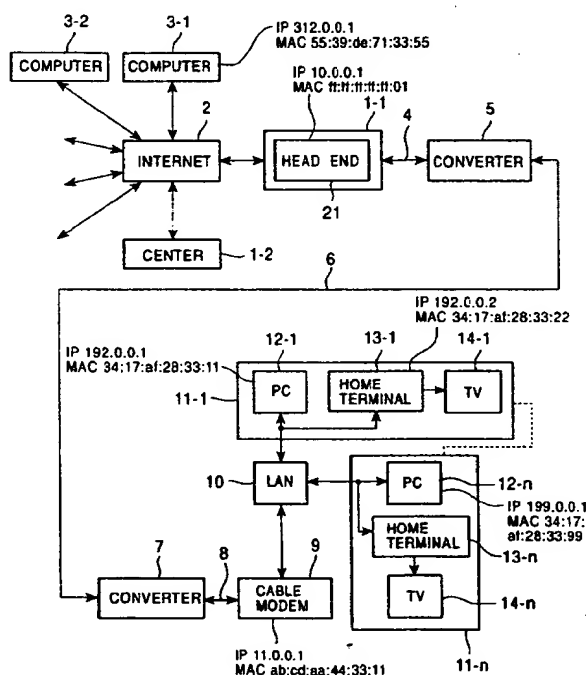 3-2
3-1
IP 312.0.0.1
MAC 55:39:de:71:33:55
COMPUTER
COMPUTER
IP 10.0.0.1
MAC ff:ff:ff:ff:ff:01
2
1-1
4
5
INTERNET
HEAD END
CONVERTER
21
CENTER
1-2
6
IP 192.0.0.2
MAC 34:17:af:28:33:22
IP 192.0.0.1
MAC 34:17:af:28:33:11
12-1
13-1
14-1
PC
HOME
TERMINAL
TV
11-1
10
LAN
PC
12-n
IP 199.0.0.1
MAC 34:17:
af:28:33:99
HOME
TERMINAL
13-n
7
8
9
CONVERTER
CABLE
MODEM
TV
14-n
IP 11.0.0.1
MAC ab:cd:aa:44:33:11
11-n